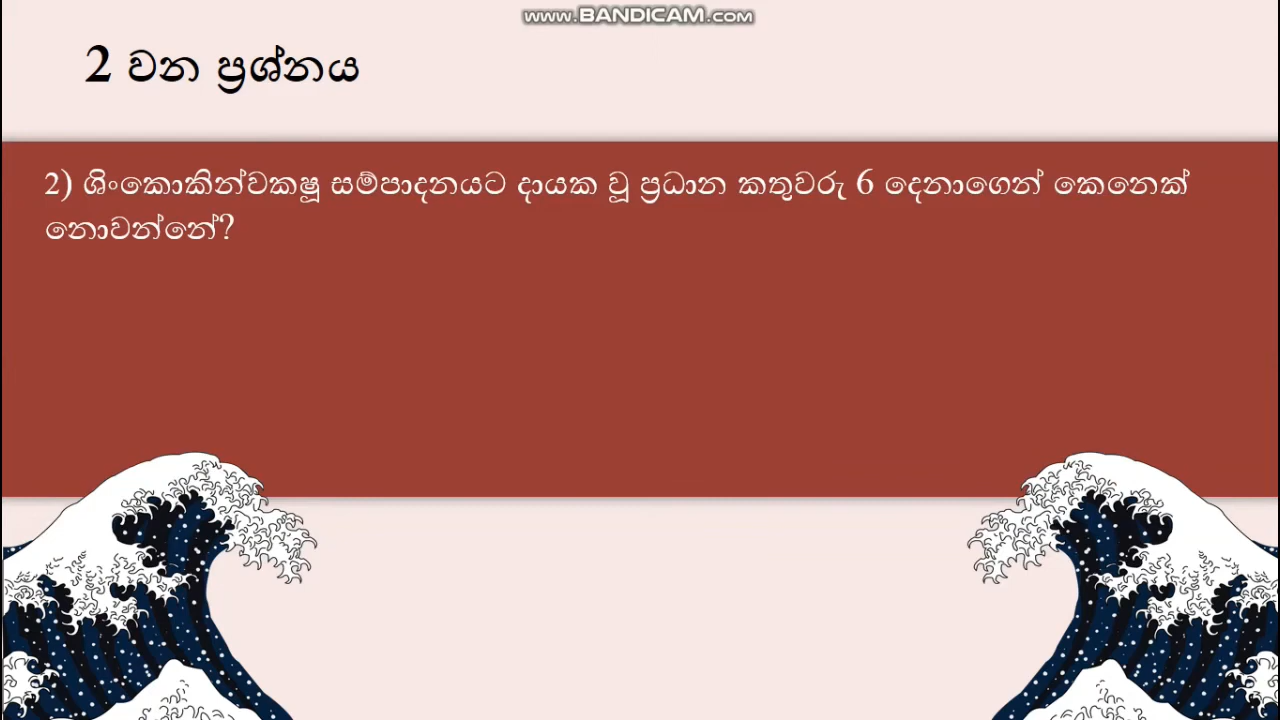 www.BANDICAM.com
2 වන ප්‍රශ්නය
2) ශිංකොකින්වකෂූ සම්පාදනයට දායක වූ ප්‍රධාන කතුවරු 6 දෙනාගෙන් කෙනෙක්
නොවන්නේ?